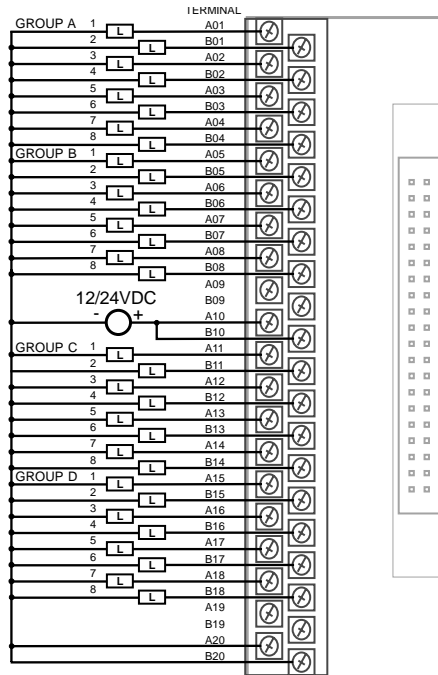 TERMINAL
GROUP A 1 L A01
2 L B01
3 L A02
4 L B02
5 L A03
6 L B03
7 L A04
8 L B04
GROUP B 1 L A05
2 L B05
3 L A06
4 L B06
5 L A07
6 L B07
7 L A08
8 L B08
A09
12/24VDC B09
- + A10
B10
GROUP C 1 L A11
2 L B11
3 L A12
4 L B12
5 L A13
6 L B13
7 L A14
8 L B14
GROUP D 1 L A15
2 L B15
3 L A16
4 L B16
5 L A17
6 L B17
7 L A18
8 L B18
A19
B19
A20
B20